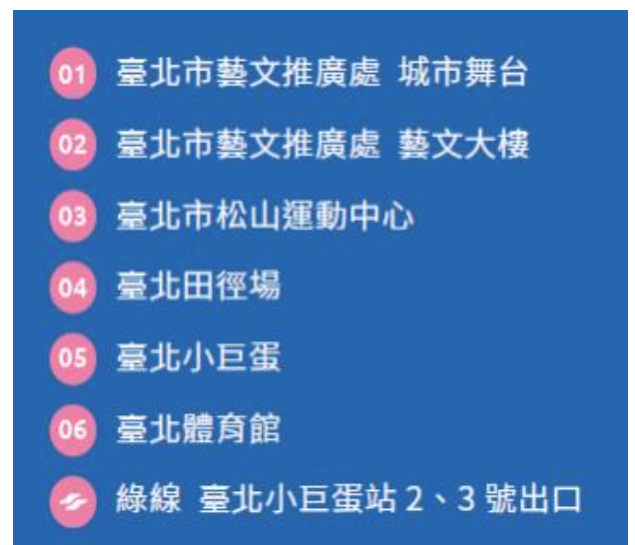 01 臺北市藝文推廣處 城市舞台
02 臺北市藝文推廣處 藝文大樓
03 臺北市松山運動中心
04 臺北田徑場
05 臺北小巨蛋
06 臺北體育館
綠線 臺北小巨蛋站 2、3 號出口